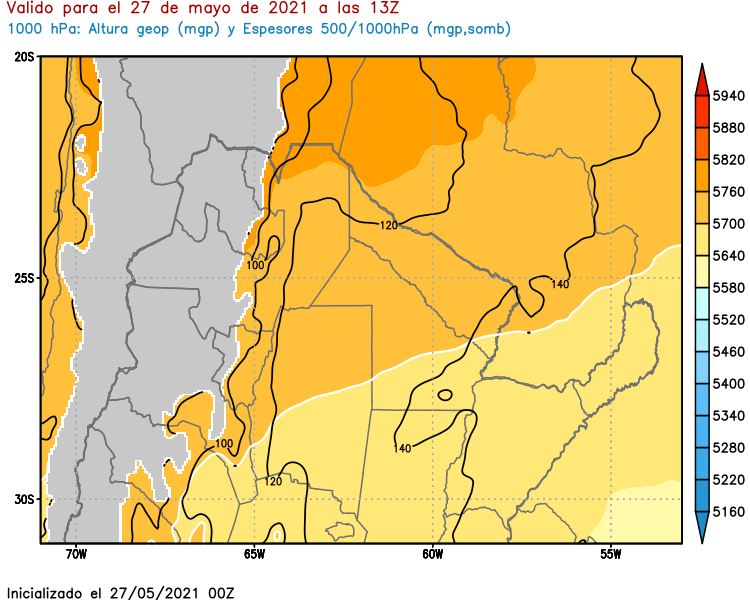 Valido para el 27 de mayo de 2021 a las 13Z
1000 hPa: Altura geop (mgp) y Espesores 500/1000hPa (mgp,somb)
20S
25S
30S
70W
65W
60W
55W
120
100
140
100
140
120
5940
5880
5820
5760
5700
5640
5580
5520
5460
5400
5340
5280
5220
5160
Inicializado el 27/05/2021 00Z